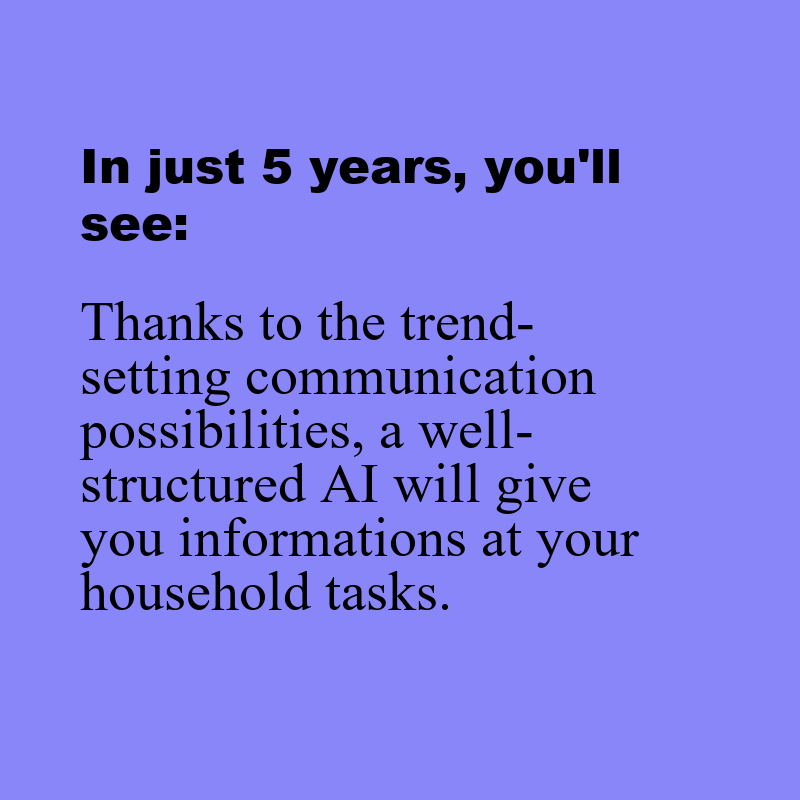 In just 5 years, you'll
see:
Thanks to the trend-
setting communication
possibilities, a well-
structured AI will give
you informations at your
household tasks.